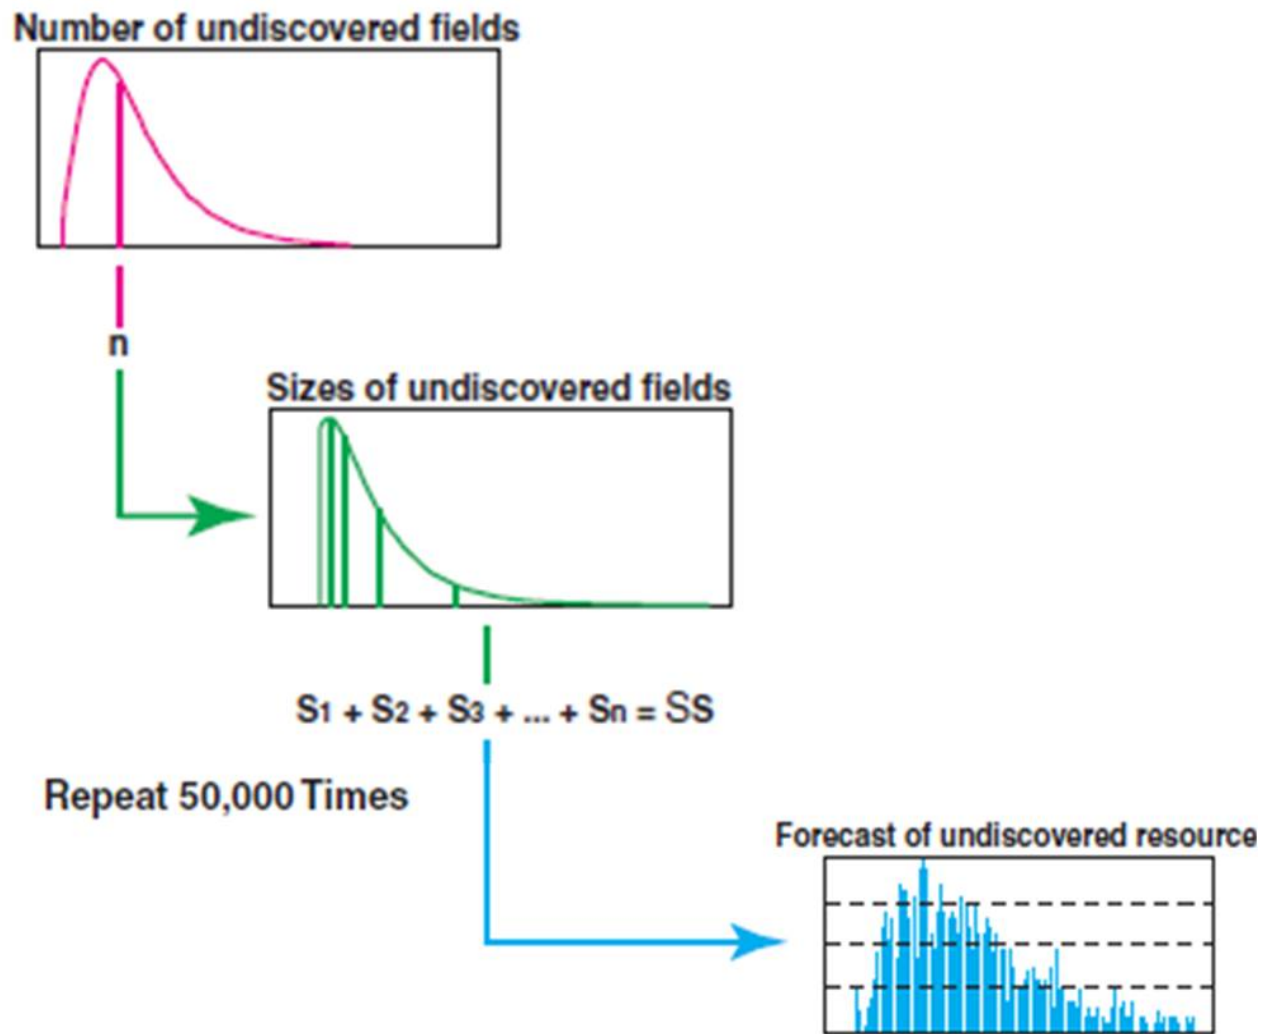 Number of undiscovered fields
n
Sizes of undiscovered fields
S1 + S2 + S3 + ... + Sn = SS
Repeat 50,000 Times
Forecast of undiscovered resource